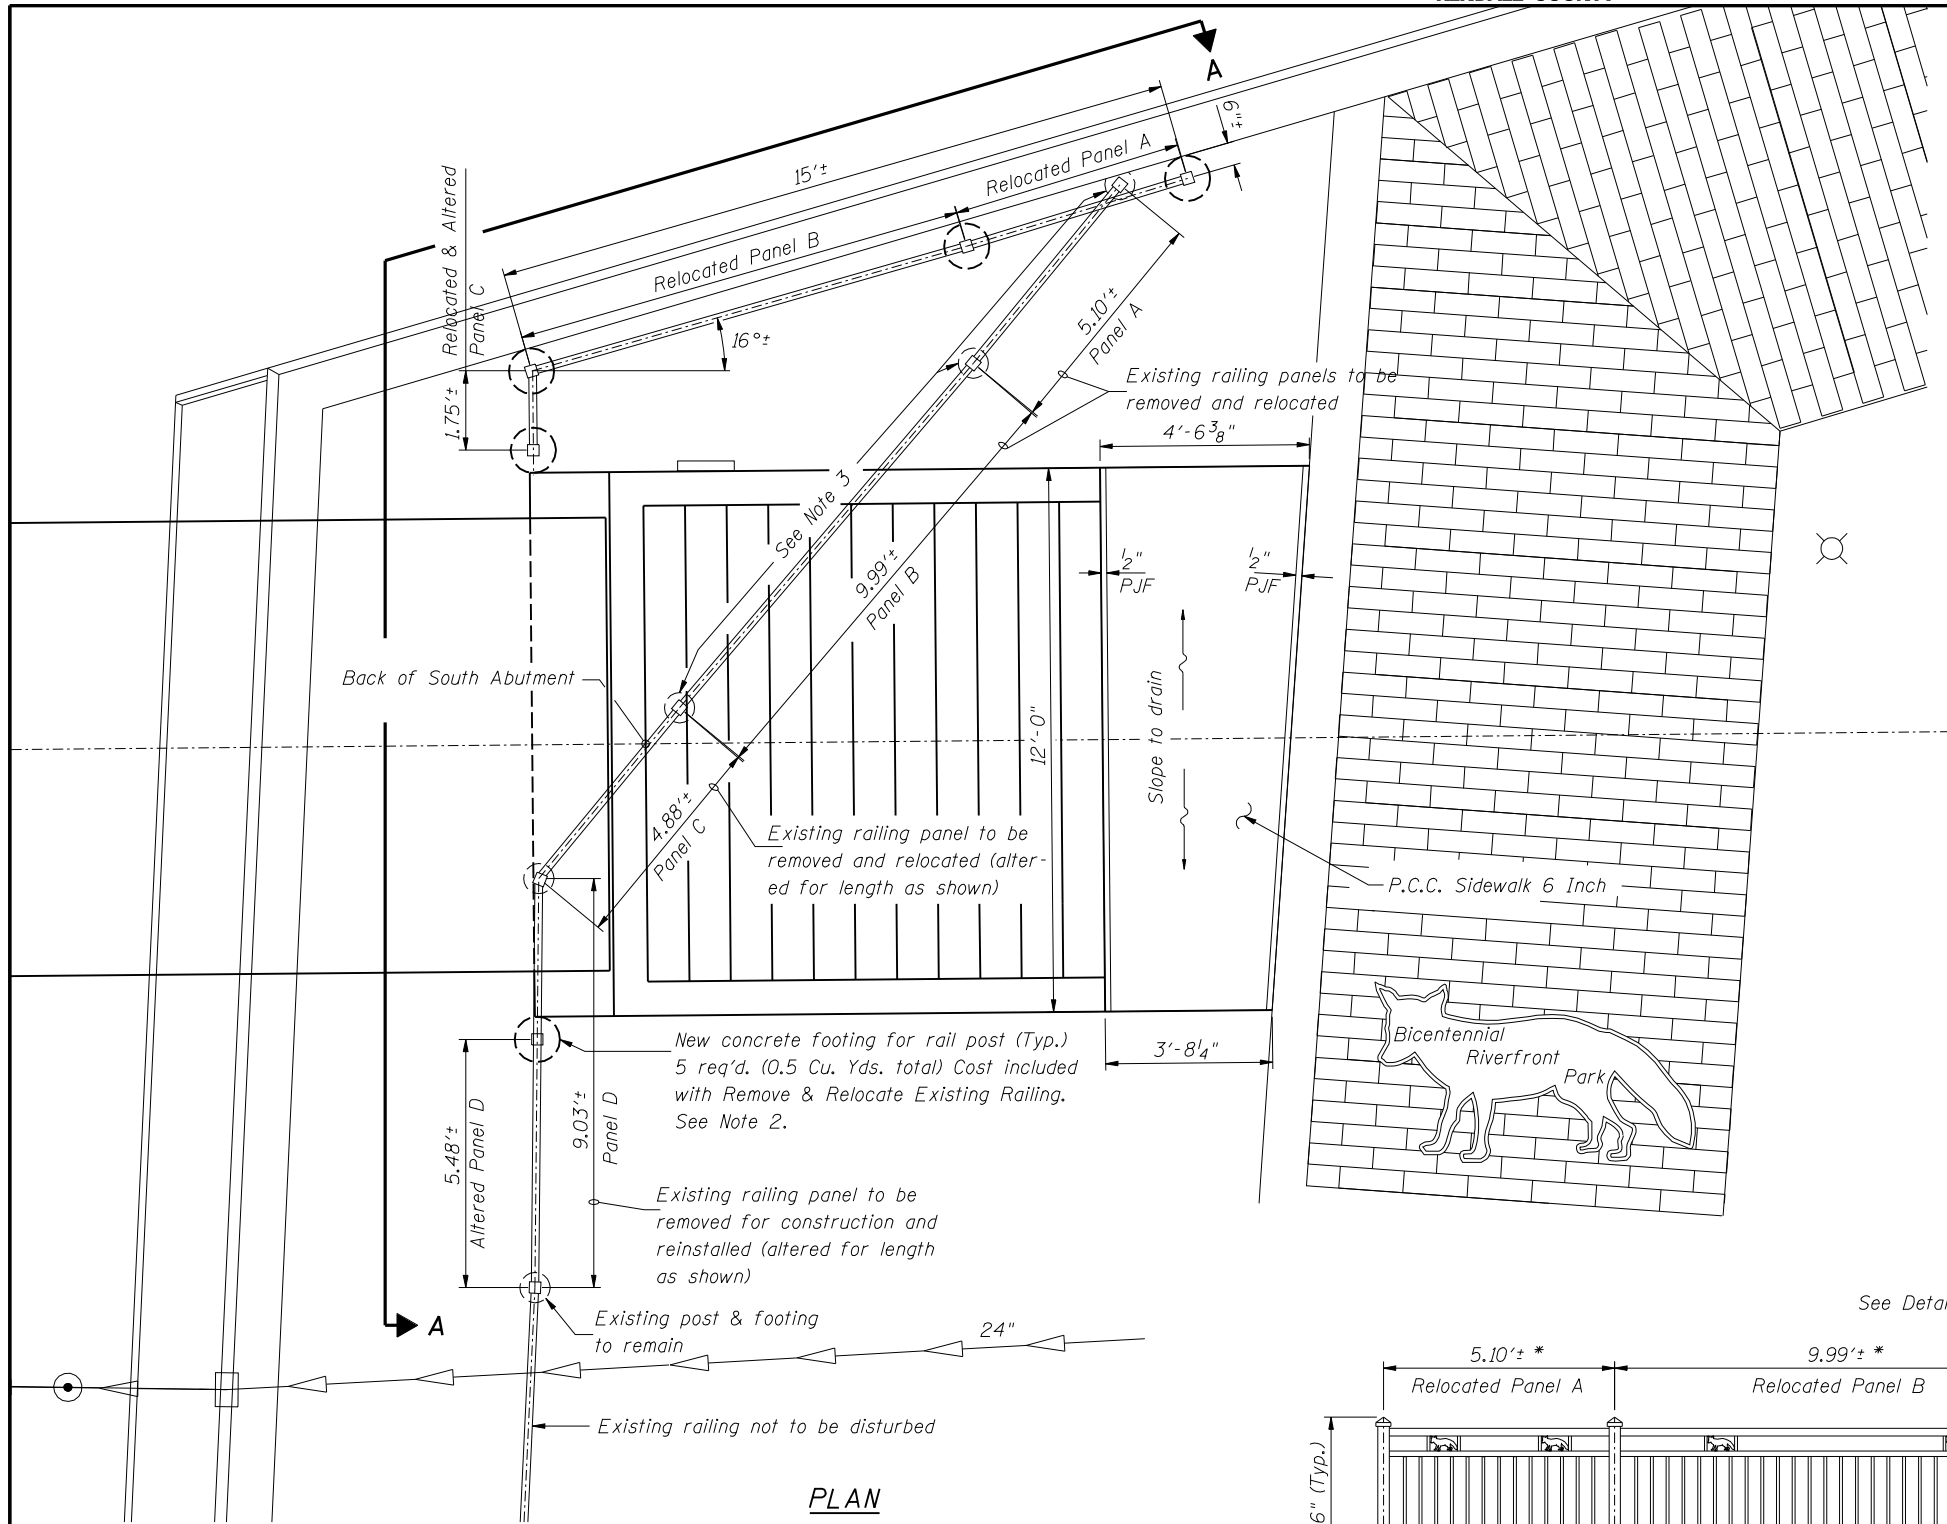 A
6"±
15'±
Relocated Panel A
Relocated & Altered
Panel C
Relocated Panel B
16°±
5.10'±
Panel A
1.75'±
Existing railing panels to be
removed and relocated
4'-6 3/8"
See Note 3
1/2"
PJF
1/2"
PJF
9.99'±
Panel B
Back of South Abutment
12'-0"
Slope to drain
4.88'±
Panel C
Existing railing panel to be
removed and relocated (alter-
ed for length as shown)
P.C.C. Sidewalk 6 Inch
New concrete footing for rail post (Typ.)
5 req'd. (0.5 Cu. Yds. total) Cost included
with Remove & Relocate Existing Railing.
See Note 2.
3'-8 1/4"
Bicentennial
Riverfront
Park
5.48'±
Altered Panel D
9.03'±
Panel D
Existing railing panel to be
removed for construction and
reinstalled (altered for length
as shown)
A
Existing post & footing
to remain
24"
See Detai
5.10'± *
9.99'± *
Relocated Panel A
Relocated Panel B
Existing railing not to be disturbed
6" (Typ.)
PLAN